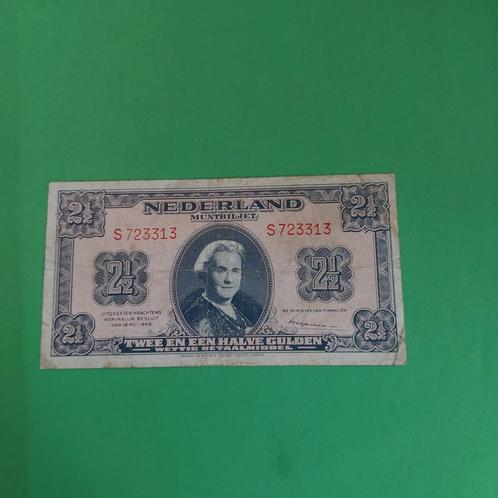 2½ NEDERLAND 2½
MUNTBILJET
S 723313 S 723313
2½ 2½
UITGEGEVEN KRACHTENS
KONINKLIJK BESLUIT
VAN 18 MEI 1945
DE MINISTER VAN FINANCIËN
2½ 2½
TWEE EN EEN HALVE GULDEN
WETTIG BETAALMIDDEL